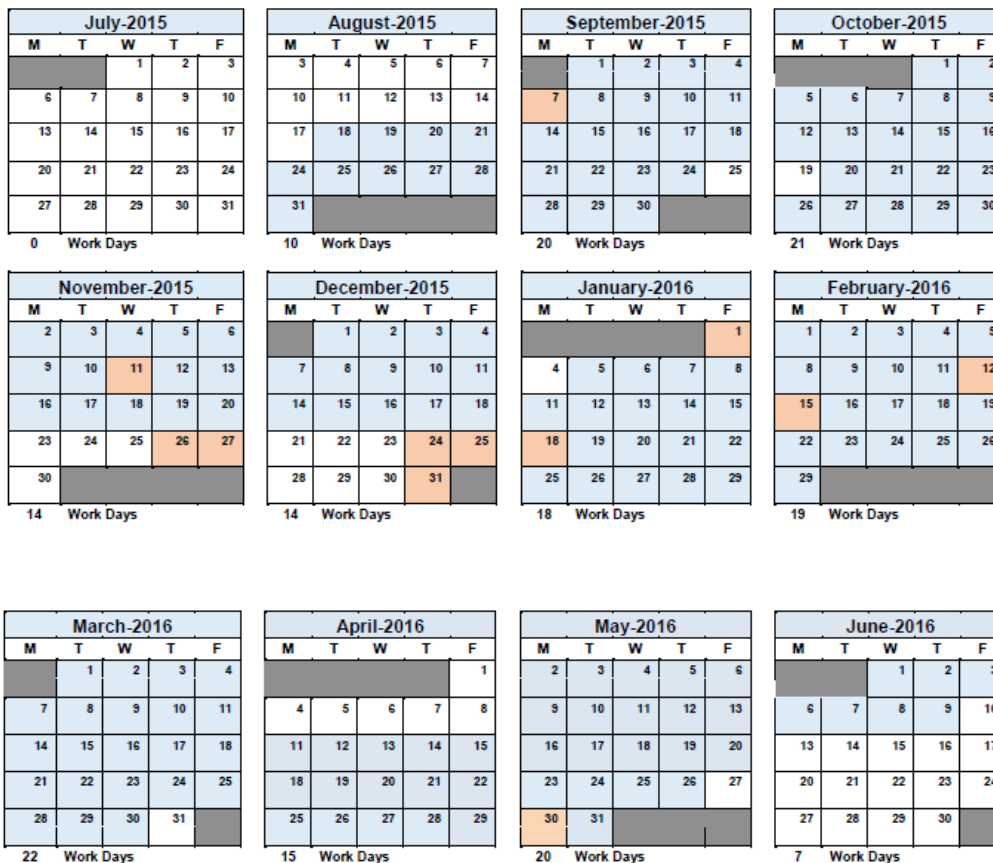 July-2015
M T W T F
1 2 3
6 7 8 9 10
13 14 15 16 17
20 21 22 23 24
27 28 29 30 31
0 Work Days
August-2015
M T W T F
3 4 5 6 7
10 11 12 13 14
17 18 19 20 21
24 25 26 27 28
31
10 Work Days
September-2015
M T W T F
1 2 3 4
7 8 9 10 11
14 15 16 17 18
21 22 23 24 25
28 29 30
20 Work Days
October-2015
M T W T F
1 2
5 6 7 8 9
12 13 14 15 16
19 20 21 22 23
26 27 28 29 30
21 Work Days
November-2015
M T W T F
2 3 4 5 6
9 10 11 12 13
16 17 18 19 20
23 24 25 26 27
30
14 Work Days
December-2015
M T W T F
1 2 3 4
7 8 9 10 11
14 15 16 17 18
21 22 23 24 25
28 29 30 31
14 Work Days
January-2016
M T W T F
1
4 5 6 7 8
11 12 13 14 15
18 19 20 21 22
25 26 27 28 29
18 Work Days
February-2016
M T W T F
1 2 3 4 5
8 9 10 11 12
15 16 17 18 19
22 23 24 25 26
29
19 Work Days
March-2016
M T W T F
1 2 3 4
7 8 9 10 11
14 15 16 17 18
21 22 23 24 25
28 29 30 31
22 Work Days
April-2016
M T W T F
1
4 5 6 7 8
11 12 13 14 15
18 19 20 21 22
25 26 27 28 29
15 Work Days
May-2016
M T W T F
2 3 4 5 6
9 10 11 12 13
16 17 18 19 20
23 24 25 26 27
30 31
20 Work Days
June-2016
M T W T F
1 2 3
6 7 8 9 10
13 14 15 16 17
20 21 22 23 24
27 28 29 30
7 Work Days